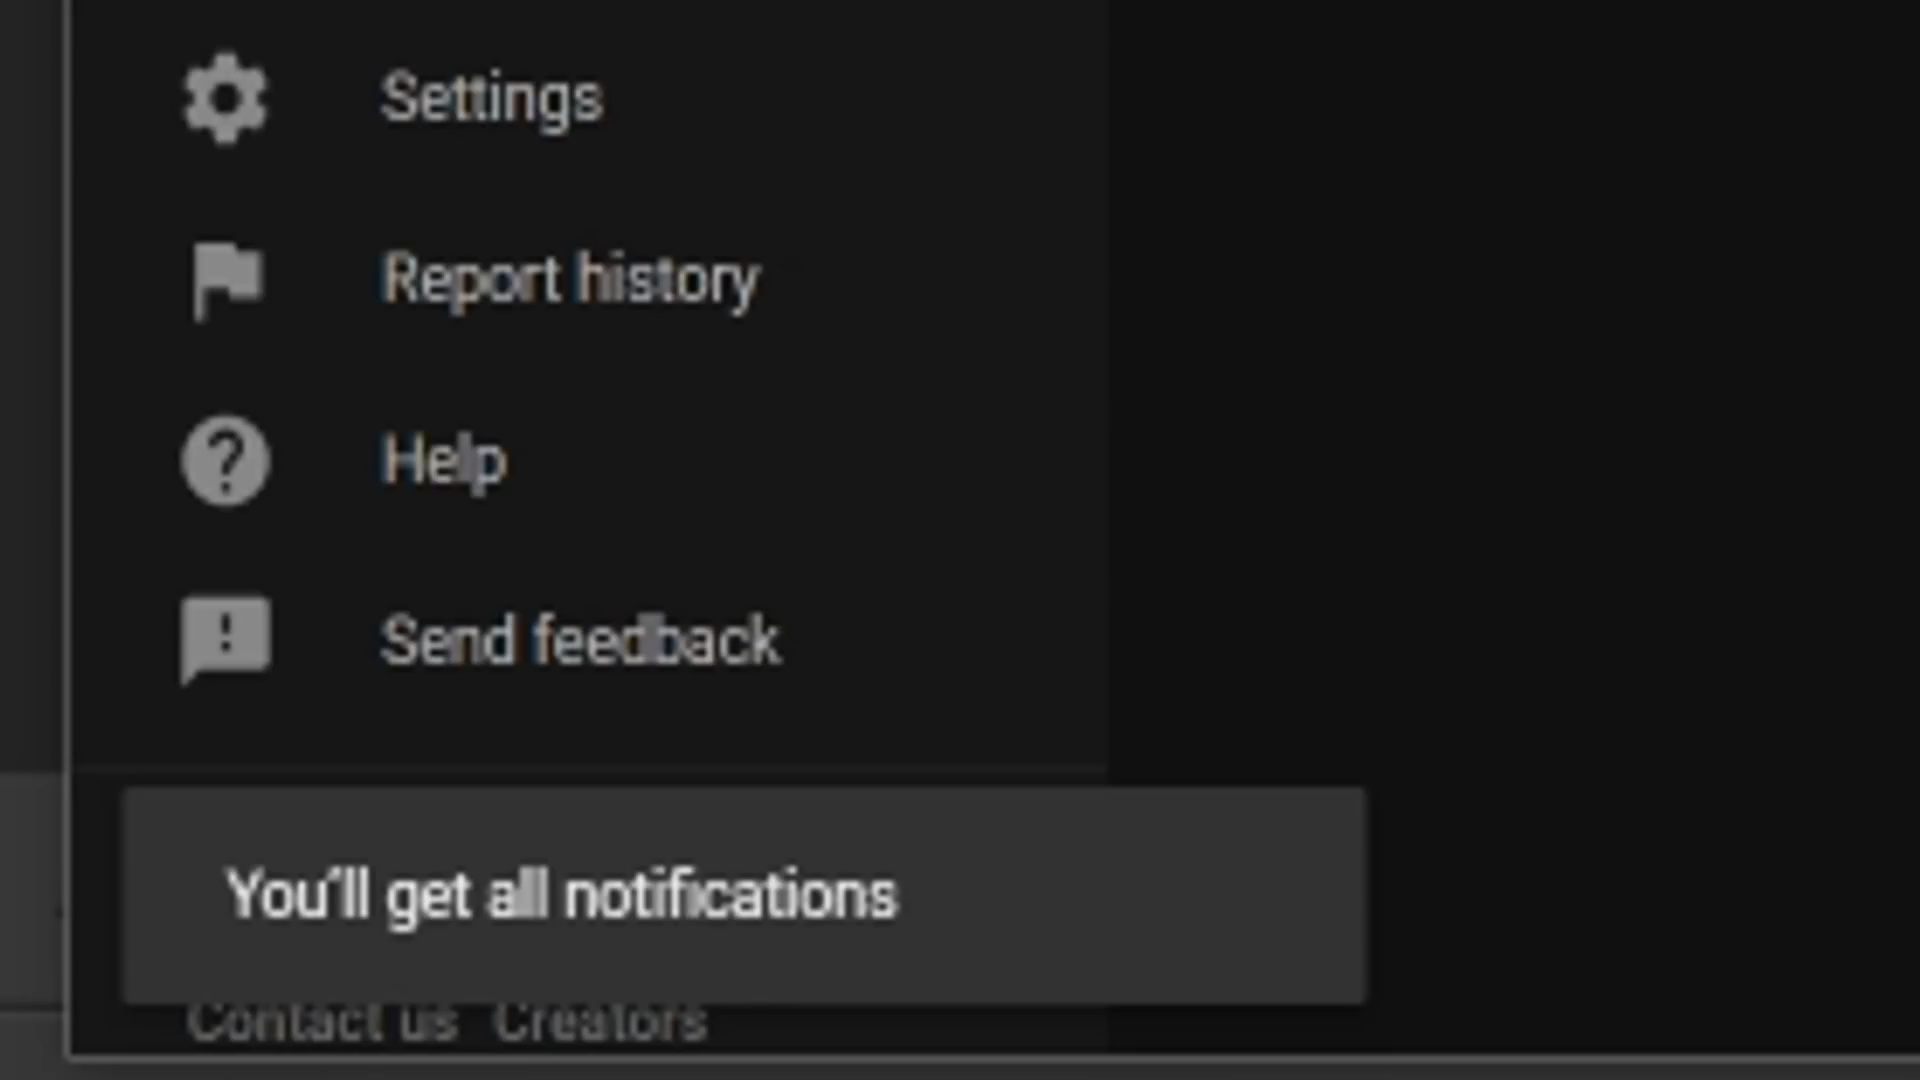 Settings
Report history
Help
Send feedback
You'll get all notifications
Contact us Creators